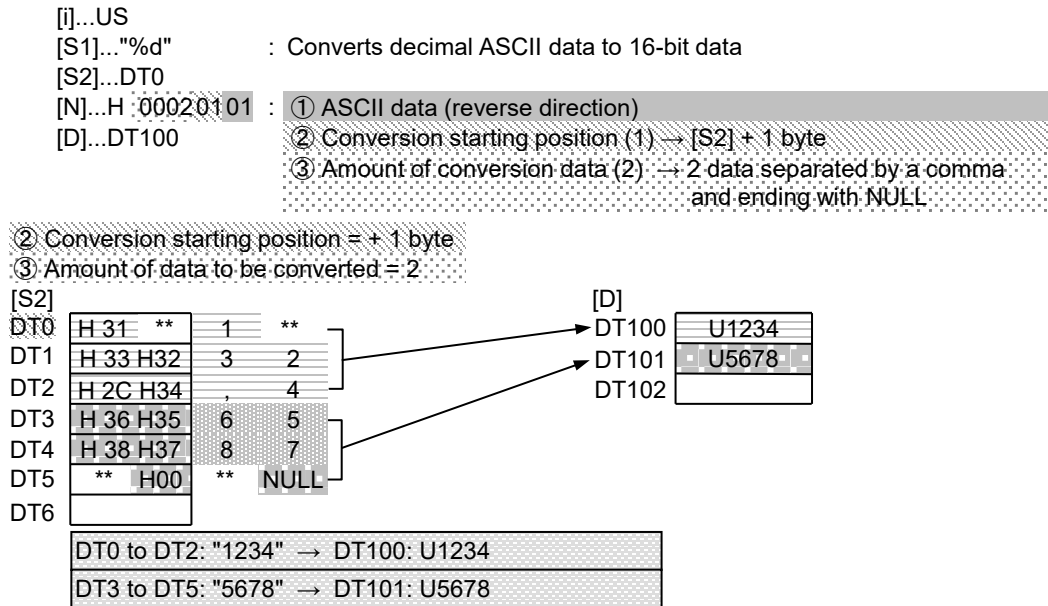 [i]...US
[S1]..."%d" : Converts decimal ASCII data to 16-bit data
[S2]...DT0
[N]...H 00020101 : ① ASCII data (reverse direction)
[D]...DT100 ② Conversion starting position (1) → [S2] + 1 byte
③ Amount of conversion data (2) → 2 data separated by a comma
and ending with NULL
② Conversion starting position = + 1 byte
③ Amount of data to be converted = 2
[S2] [D]
DT0 H 31 ** 1 ** DT100 U1234
DT1 H 33 H32 3 2 DT101 U5678
DT2 H 2C H34 , 4 DT102
DT3 H 36 H35 6 5
DT4 H 38 H37 8 7
DT5 ** H00 ** NULL
DT6
DT0 to DT2: "1234" → DT100: U1234
DT3 to DT5: "5678" → DT101: U5678